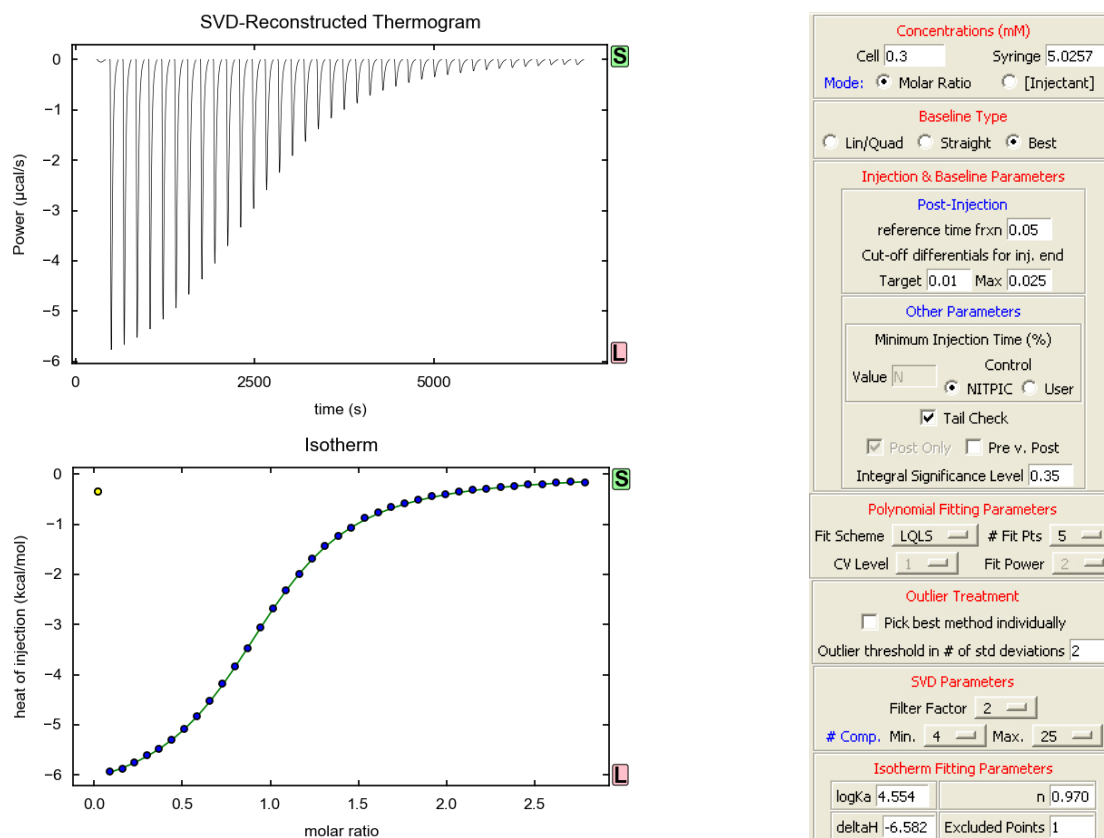 SVD-Reconstructed Thermogram
0
−1
−2
−3
−4
−5
−6
Power (µcal/s)
S
L
0 2500 5000
time (s)
Isotherm
0
−1
−2
−3
−4
−5
−6
heat of injection (kcal/mol)
S
L
0.0 0.5 1.0 1.5 2.0 2.5
molar ratio
Concentrations (mM)
Cell 0.3 Syringe 5.0257
Mode: Molar Ratio [Injectant]
Baseline Type
Lin/Quad Straight Best
Injection & Baseline Parameters
Post-Injection
reference time frxn 0.05
Cut-off differentials for inj. end
Target 0.01 Max 0.025
Other Parameters
Minimum Injection Time (%)
Control
Value N NITPIC User
Tail Check
Post Only Pre v. Post
Integral Significance Level 0.35
Polynomial Fitting Parameters
Fit Scheme LQLS # Fit Pts 5
CV Level 1 Fit Power 2
Outlier Treatment
Pick best method individually
Outlier threshold in # of std deviations 2
SVD Parameters
Filter Factor 2
# Comp. Min. 4 Max. 25
Isotherm Fitting Parameters
logKa 4.554 n 0.970
deltaH -6.582 Excluded Points 1